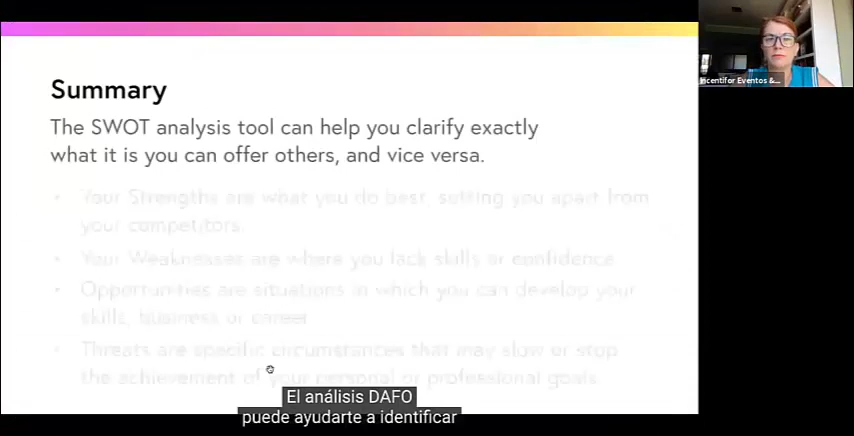 Summary
The SWOT analysis tool can help you clarify exactly
what it is you can offer others, and vice versa.
• Your Strengths are what you do best, setting you apart from
your competitors.
• Your Weaknesses are where you lack skills or confidence
• Opportunities are situations in which you can develop your
skills, business or career
• Threats are specific circumstances that may slow or stop
the achievement of your personal or professional goals
El análisis DAFO
puede ayudarte a identificar
Eventos &...